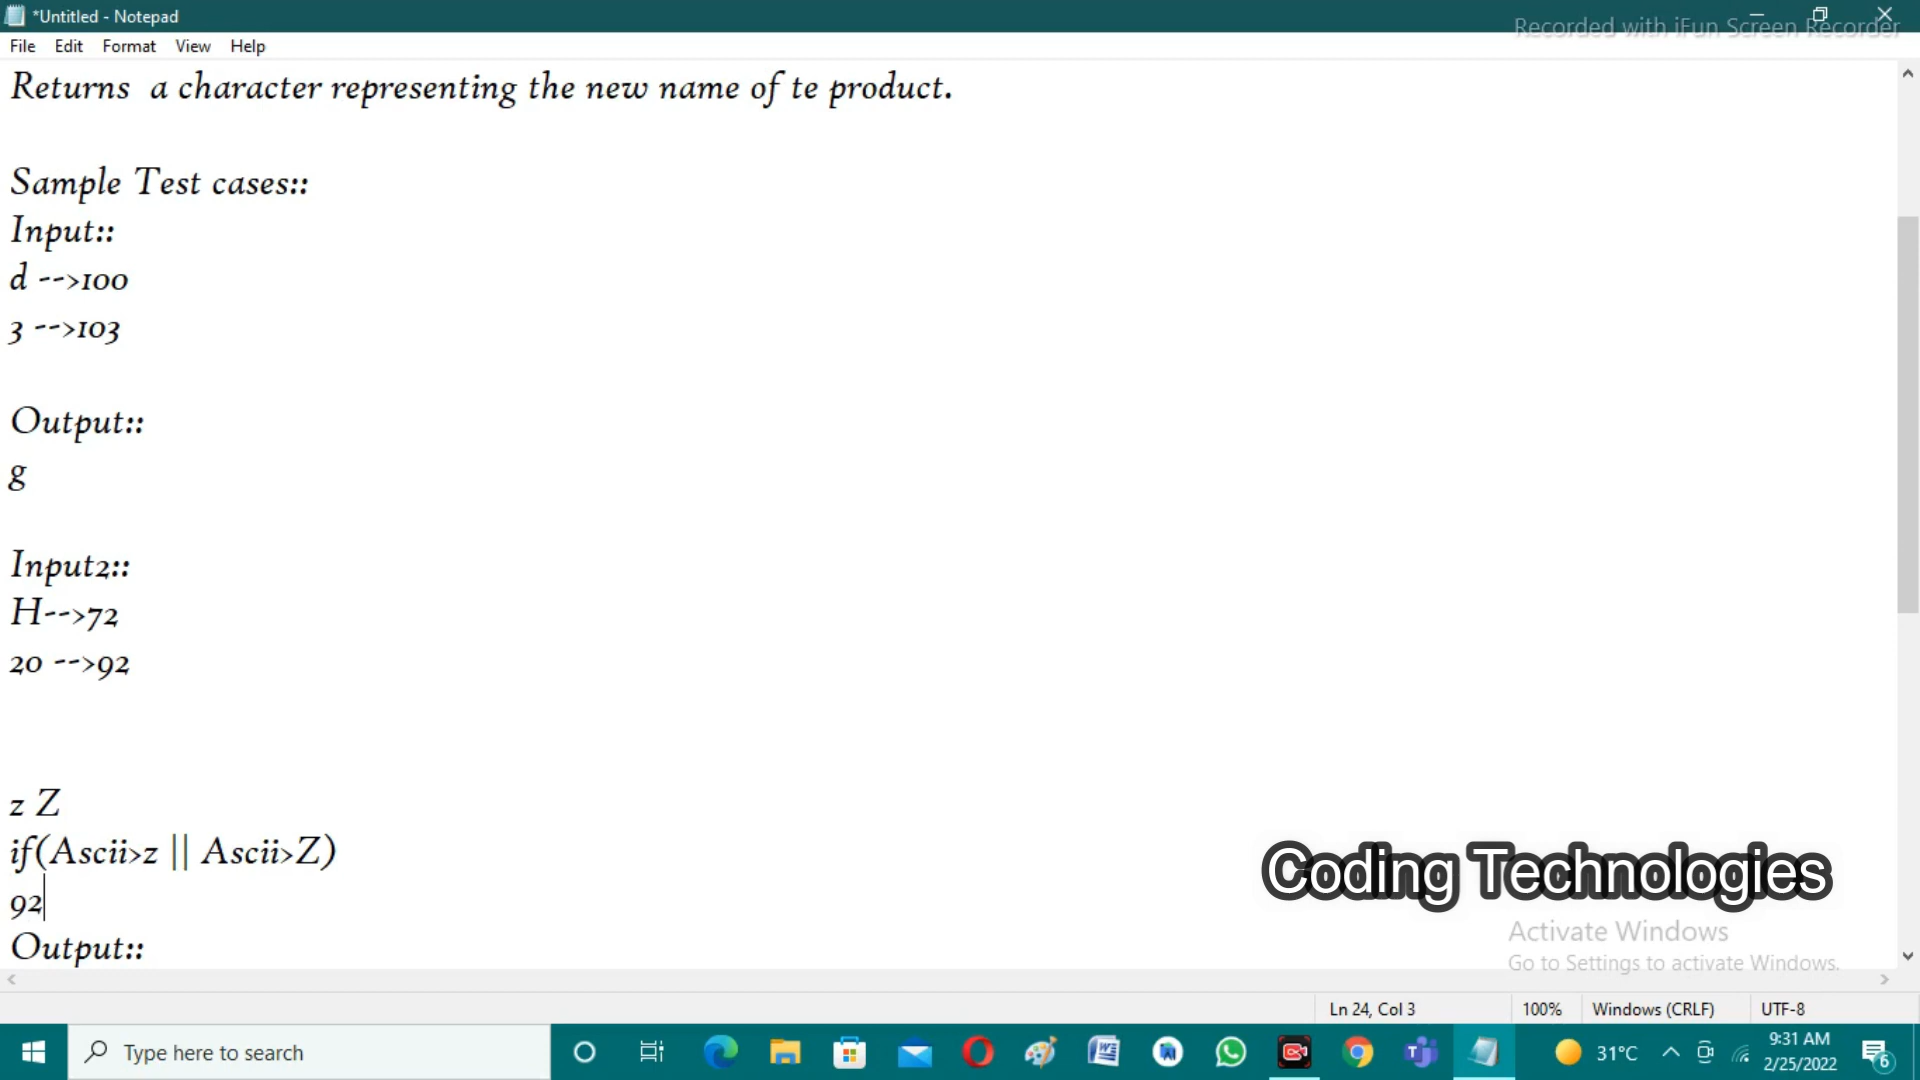 *Untitled - Notepad
Recorded with iFun Screen Recorder
File Edit Format View Help
Returns a character representing the new name of te product.
Sample Test cases::
Input::
d -->100
3 -->103
Output::
g
Input2::
H-->72
20 -->92
z Z
if(Ascii>z || Ascii>Z)
92
Output::
Coding Technologies
Activate Windows
Go to Settings to activate Windows.
Ln 24, Col 3 100% Windows (CRLF) UTF-8
Type here to search
31°C
9:31 AM
2/25/2022
6